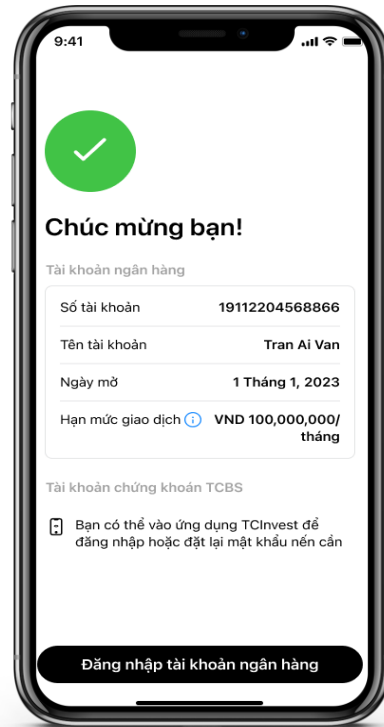 9:41
Chúc mừng bạn!
Tài khoản ngân hàng
Số tài khoản 19112204568866
Tên tài khoản Tran Ai Van
Ngày mở 1 Tháng 1, 2023
Hạn mức giao dịch VND 100,000,000/
tháng
Tài khoản chứng khoán TCBS
Bạn có thể vào ứng dụng TCInvest để
đăng nhập hoặc đặt lại mật khẩu nến cần
Đăng nhập tài khoản ngân hàng